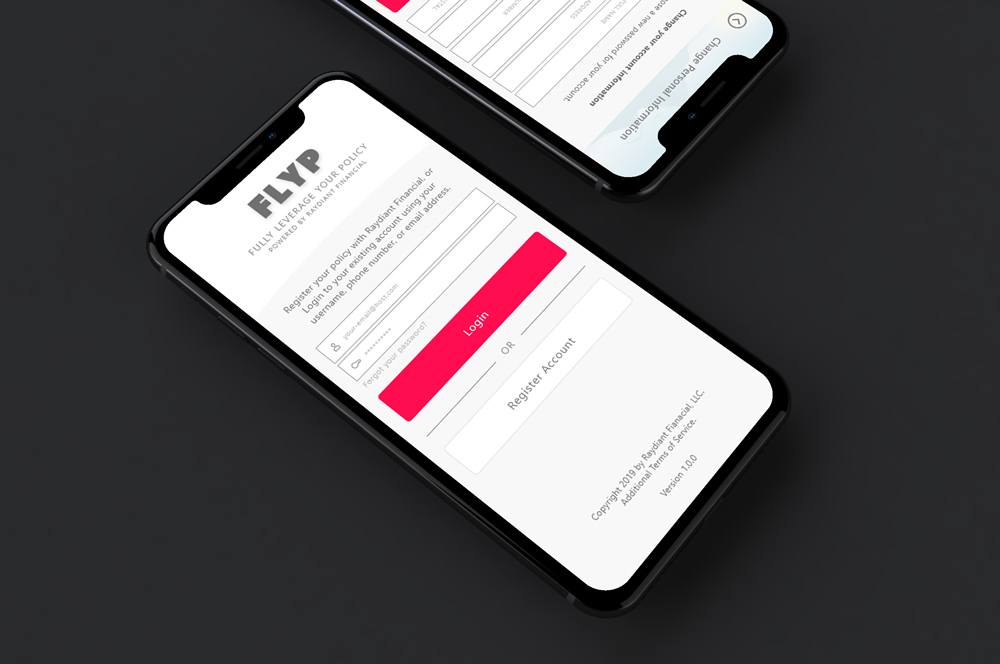 FLYP
FULLY LEVERAGE YOUR POLICY
POWERED BY RAYDIANT FINANCIAL
Register your policy with Raydiant Financial, or
Login to your existing account using your
username, phone number, or email address.
your-email@host.com
**********
Forgot your password?
Login
OR
Register Account
Copyright 2019 by Raydiant Fianacial, LLC.
Additional Terms of Service.
Version 1.0.0
Change Personal Information
Change your account information
a new password for your account.
FULL NAME
ADDRESS